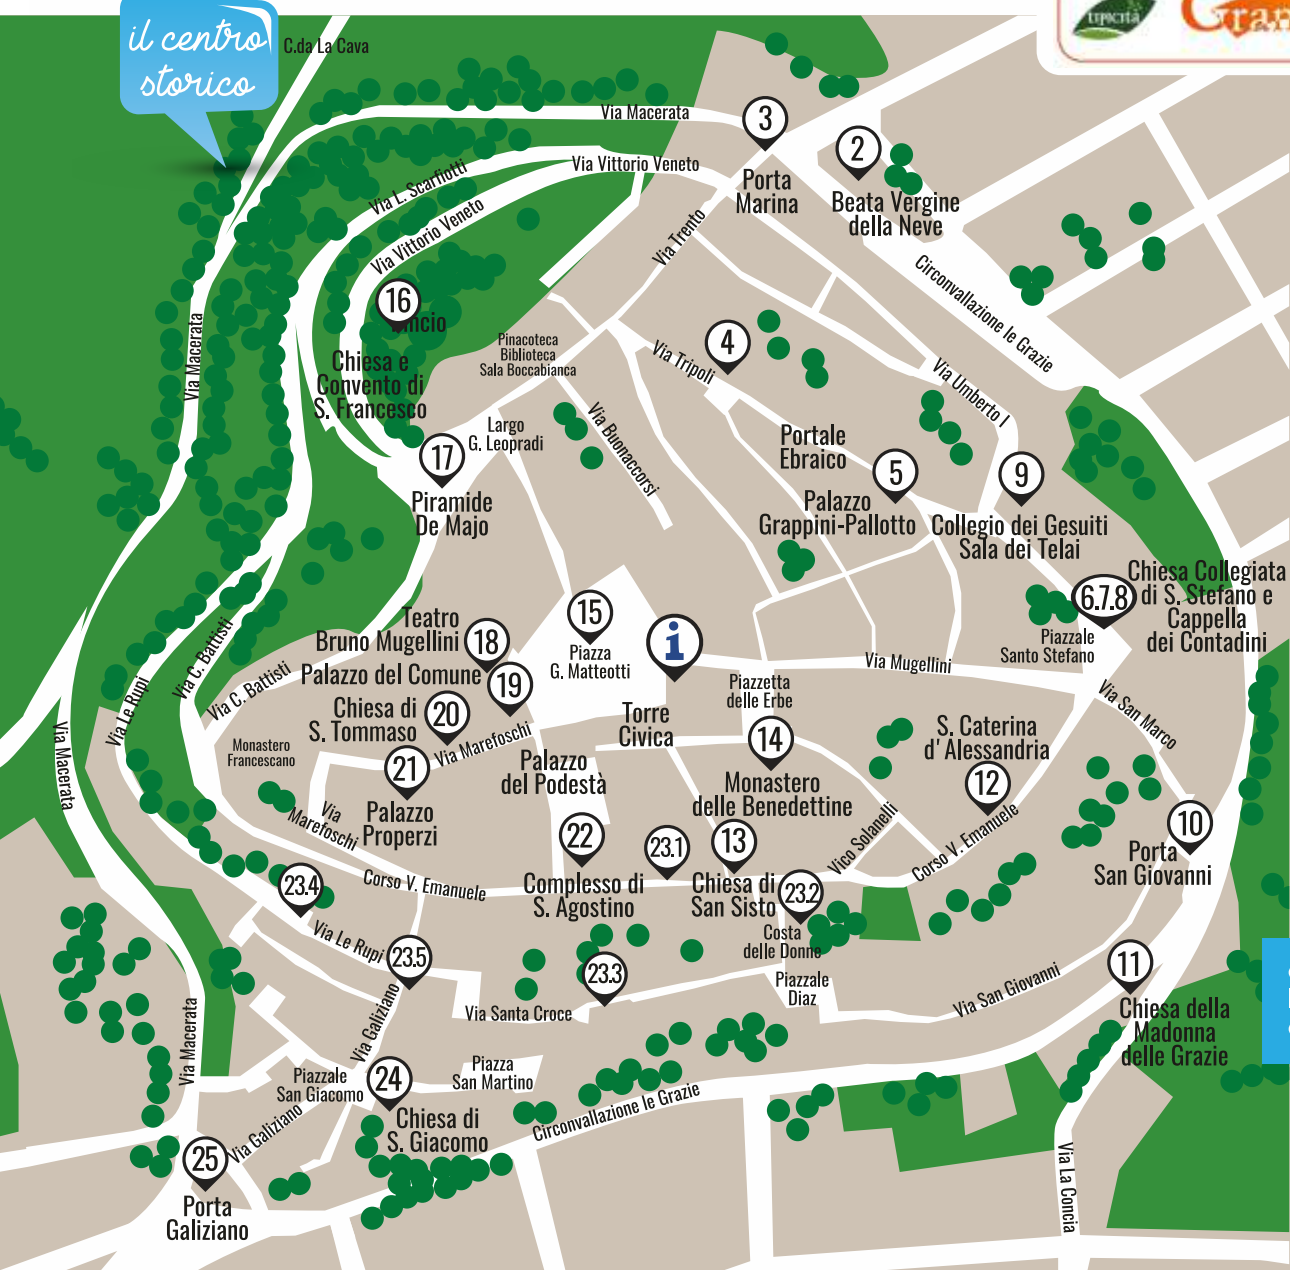 il centro
storico
C.da La Cava
TIPICITÀ
Via Macerata
3
2
Via Vittorio Veneto
Via L. Scarfiotti
Porta
Marina
Beata Vergine
della Neve
Via Vittorio Veneto
Via Trento
Circonvallazione le Grazie
16
Via Macerata
4
Pinacoteca
Biblioteca
Sala Boccabianca
Via Tripoli
Via Umberto I
Chiesa e
Convento di
S. Francesco
Largo
G. Leopradi
Via Buonaccorsi
Portale
Ebraico
17
5
9
Piramide
De Majo
Palazzo
Grappini-Pallotto
Collegio dei Gesuiti
Sala dei Telai
6.7.8
Chiesa Collegiata
di S. Stefano e
Cappella
dei Contadini
Teatro
Bruno Mugellini
18
15
i
Piazza
G. Matteotti
Piazzale
Santo Stefano
Via Mugellini
Palazzo del Comune
19
Via C. Battisti
Via C. Battisti
Via Le Rupi
Piazzetta
delle Erbe
Via San Marco
Chiesa di
S. Tommaso
20
Torre
Civica
14
S. Caterina
d'Alessandria
Via Macerata
Monastero
Francescano
Via Marefoschi
21
Palazzo
del Podestà
Monastero
delle Benedettine
12
Via
Marefoschi
Palazzo
Properzi
22
23.1
13
Vico Solanelli
Corso V. Emanuele
10
Porta
San Giovanni
23.4
Corso V. Emanuele
Complesso di
S. Agostino
Chiesa di
San Sisto
23.2
Via Le Rupi
23.5
Costa
delle Donne
23.3
Piazzale
Diaz
Via San Giovanni
11
Via Santa Croce
Via Galiziano
Chiesa della
Madonna
delle Grazie
Via Macerata
Piazzale
San Giacomo
24
Piazza
San Martino
Via Galiziano
Chiesa di
S. Giacomo
Circonvallazione le Grazie
25
Via La Concia
Porta
Galiziano